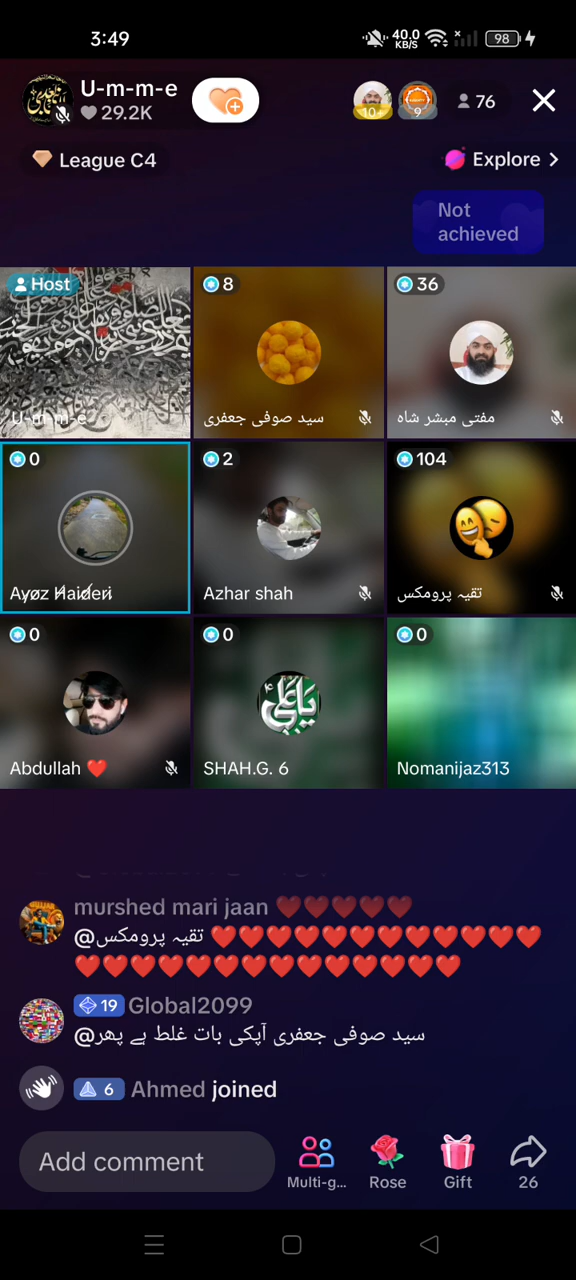 3:49
40.0
KB/S
98
U-m-m-e
29.2K
10
9
76
League C4
Explore
Not
achieved
Host
U-m-m-e
8
سید صوفی جعفری
36
مفتی مبشر شاہ
0
Ayøz Haideri
2
Azhar shah
104
تقیہ پرومکس
0
Abdullah ❤️
0
SHAH.G. 6
0
Nomanijaz313
murshed mari jaan ❤️❤️❤️❤️❤️
@تقیہ پرومکس ❤️❤️❤️❤️❤️❤️❤️❤️❤️❤️❤️❤️
❤️❤️❤️❤️❤️❤️❤️❤️❤️❤️❤️❤️❤️❤️
19 Global2099
@سید صوفی جعفری آپکی بات غلط ہے پھر
6 Ahmed joined
Add comment
Multi-g...
Rose
Gift
26